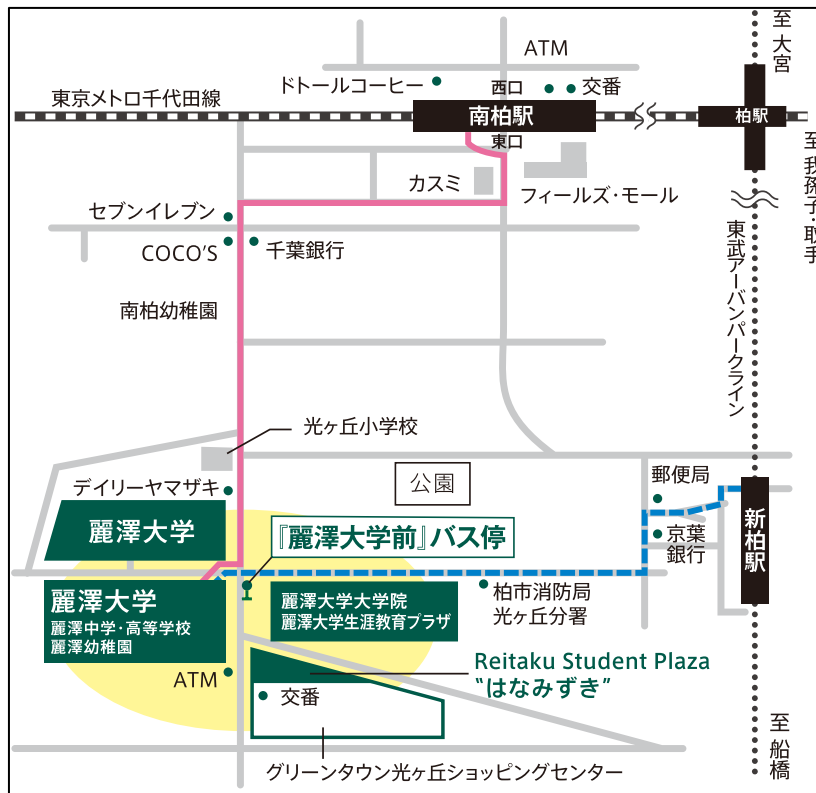 至 大宮
ATM
ドトールコーヒー
西口
交番
東京メトロ千代田線
南柏駅
柏駅
東口
至 我孫子・取手
カスミ
フィールズ・モール
セブンイレブン
COCO'S
千葉銀行
東武アーバンパークライン
南柏幼稚園
光ヶ丘小学校
公園
郵便局
デイリーヤマザキ
麗澤大学
『麗澤大学前』バス停
京葉
銀行
新柏駅
麗澤大学
麗澤中学・高等学校
麗澤幼稚園
麗澤大学大学院
麗澤大学生涯教育プラザ
柏市消防局
光ヶ丘分署
Reitaku Student Plaza
“はなみずき”
ATM
交番
至 船橋
グリーンタウン光ヶ丘ショッピングセンター